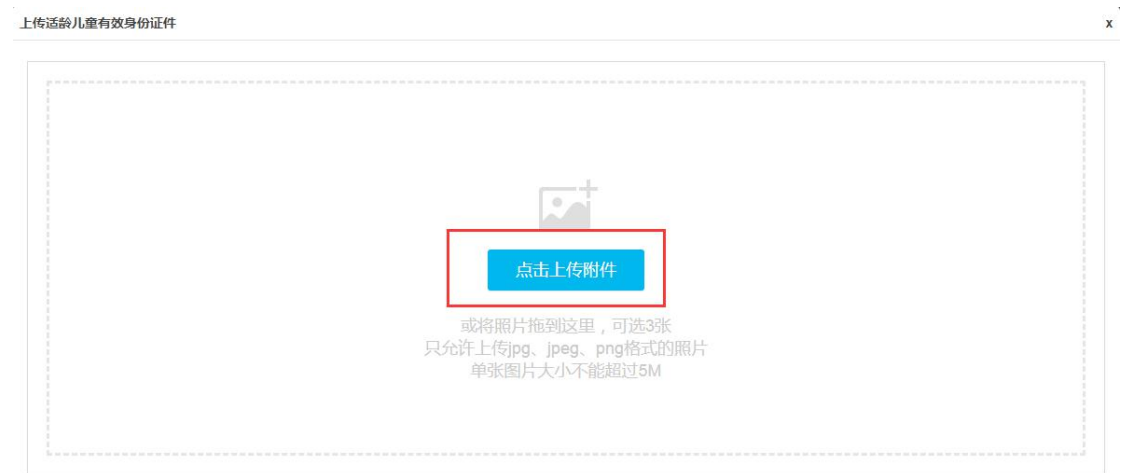 上传适龄儿童有效身份证件
x
点击上传附件
或将照片拖到这里，可选3张
只允许上传jpg、jpeg、png格式的照片
单张图片大小不能超过5M